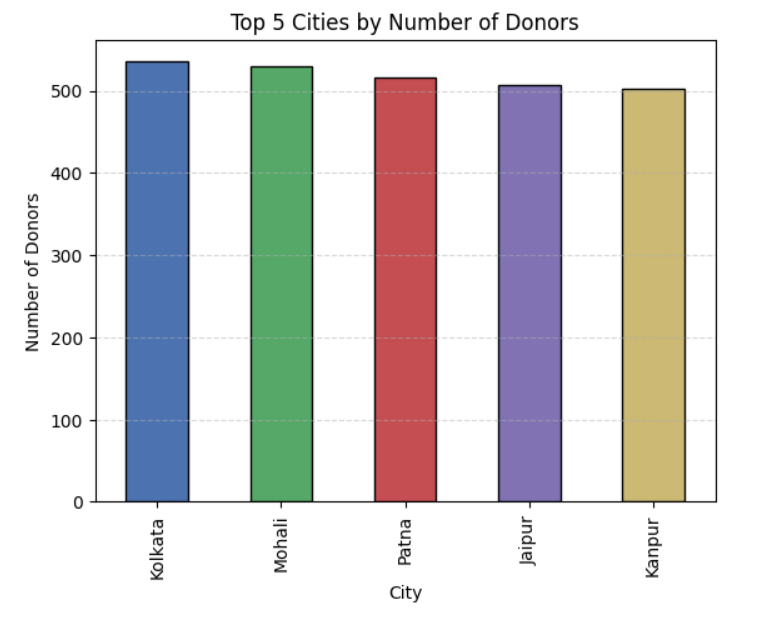 Top 5 Cities by Number of Donors
Number of Donors
500
400
300
200
100
0
Kolkata
Mohali
Patna
Jaipur
Kanpur
City